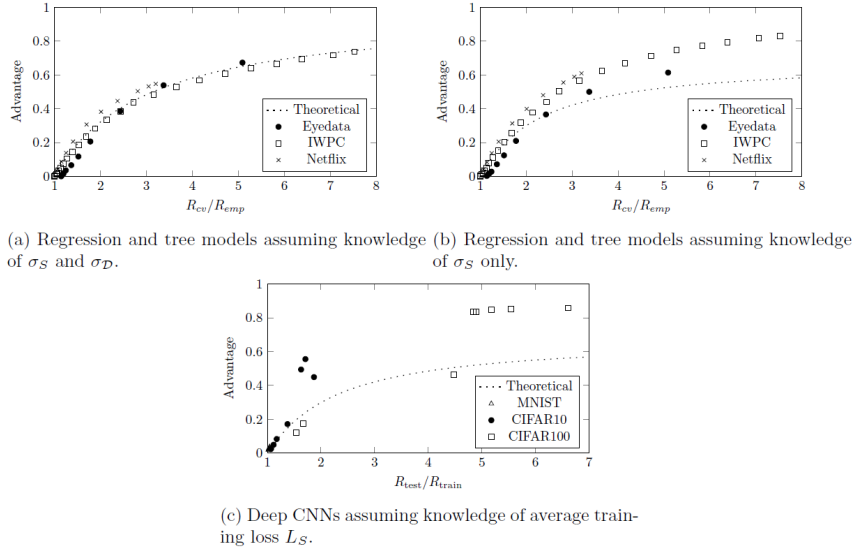 1
0.8
0.6
0.4
0.2
0
Advantage
Theoretical
Eyedata
IWPC
Netflix
1 2 3 4 5 6 7 8
R_cv/R_emp
(a) Regression and tree models assuming knowledge
of σ_S and σ_D.
1
0.8
0.6
0.4
0.2
0
Advantage
Theoretical
Eyedata
IWPC
Netflix
1 2 3 4 5 6 7 8
R_cv/R_emp
(b) Regression and tree models assuming knowledge
of σ_S only.
1
0.8
0.6
0.4
0.2
0
Advantage
Theoretical
MNIST
CIFAR10
CIFAR100
1 2 3 4 5 6 7
R_test/R_train
(c) Deep CNNs assuming knowledge of average train-
ing loss L_S.